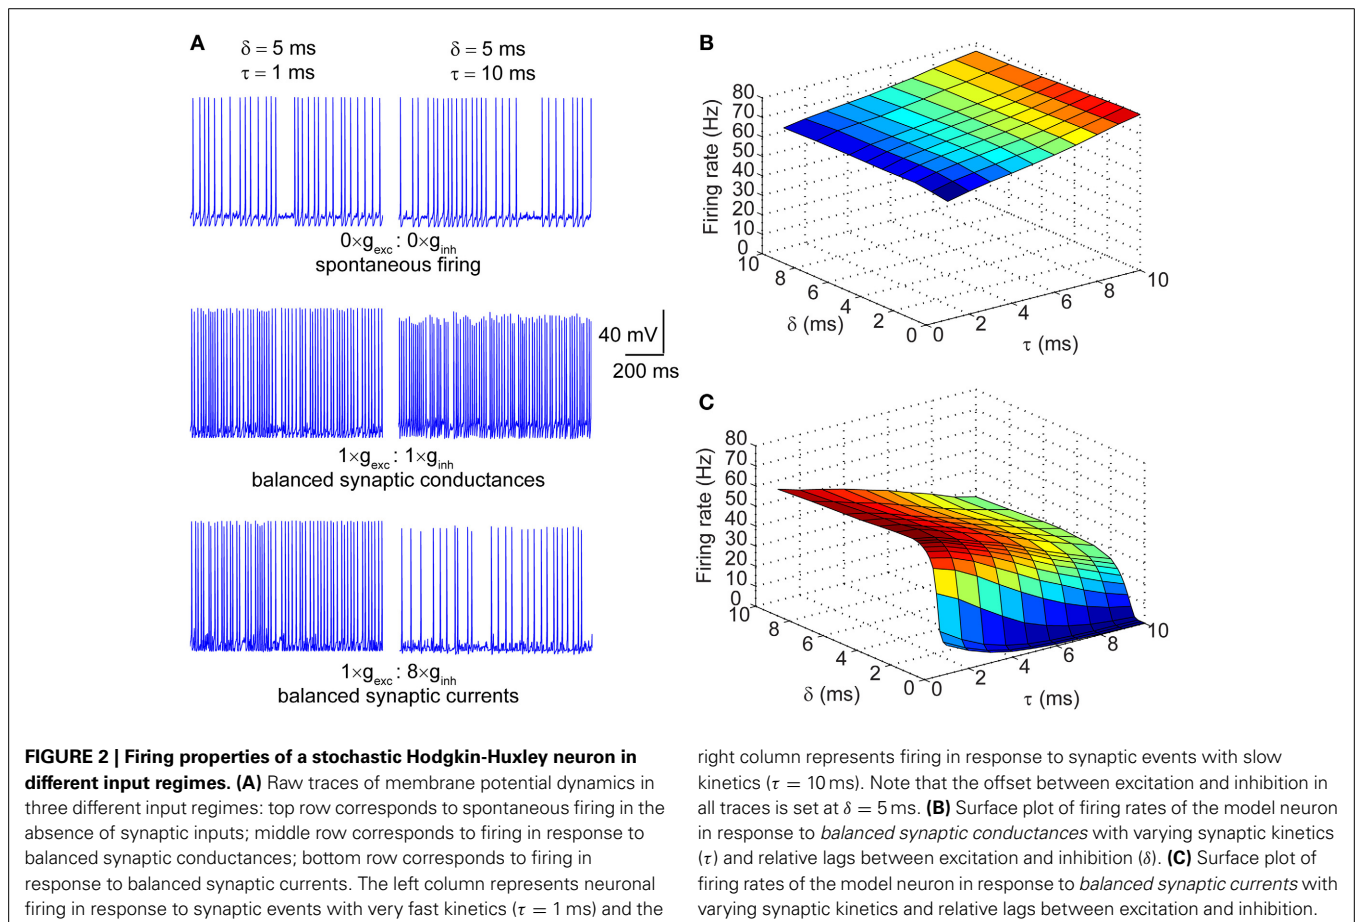 A
δ = 5 ms
τ = 1 ms
δ = 5 ms
τ = 10 ms
0×gexc : 0×ginh
spontaneous firing
40 mV
200 ms
1×gexc : 1×ginh
balanced synaptic conductances
1×gexc : 8×ginh
balanced synaptic currents
B
Firing rate (Hz)
80
70
60
50
40
30
20
10
0
10
8
6
4
2
0
δ (ms)
0
2
4
6
8
10
τ (ms)
C
Firing rate (Hz)
80
70
60
50
40
30
20
10
0
10
8
6
4
2
0
δ (ms)
0
2
4
6
8
10
τ (ms)
FIGURE 2 | Firing properties of a stochastic Hodgkin-Huxley neuron in
different input regimes. (A) Raw traces of membrane potential dynamics in
three different input regimes: top row corresponds to spontaneous firing in the
absence of synaptic inputs; middle row corresponds to firing in response to
balanced synaptic conductances; bottom row corresponds to firing in
response to balanced synaptic currents. The left column represents neuronal
firing in response to synaptic events with very fast kinetics (τ = 1 ms) and the
right column represents firing in response to synaptic events with slow
kinetics (τ = 10 ms). Note that the offset between excitation and inhibition in
all traces is set at δ = 5 ms. (B) Surface plot of firing rates of the model neuron
in response to balanced synaptic conductances with varying synaptic kinetics
(τ) and relative lags between excitation and inhibition (δ). (C) Surface plot of
firing rates of the model neuron in response to balanced synaptic currents with
varying synaptic kinetics and relative lags between excitation and inhibition.